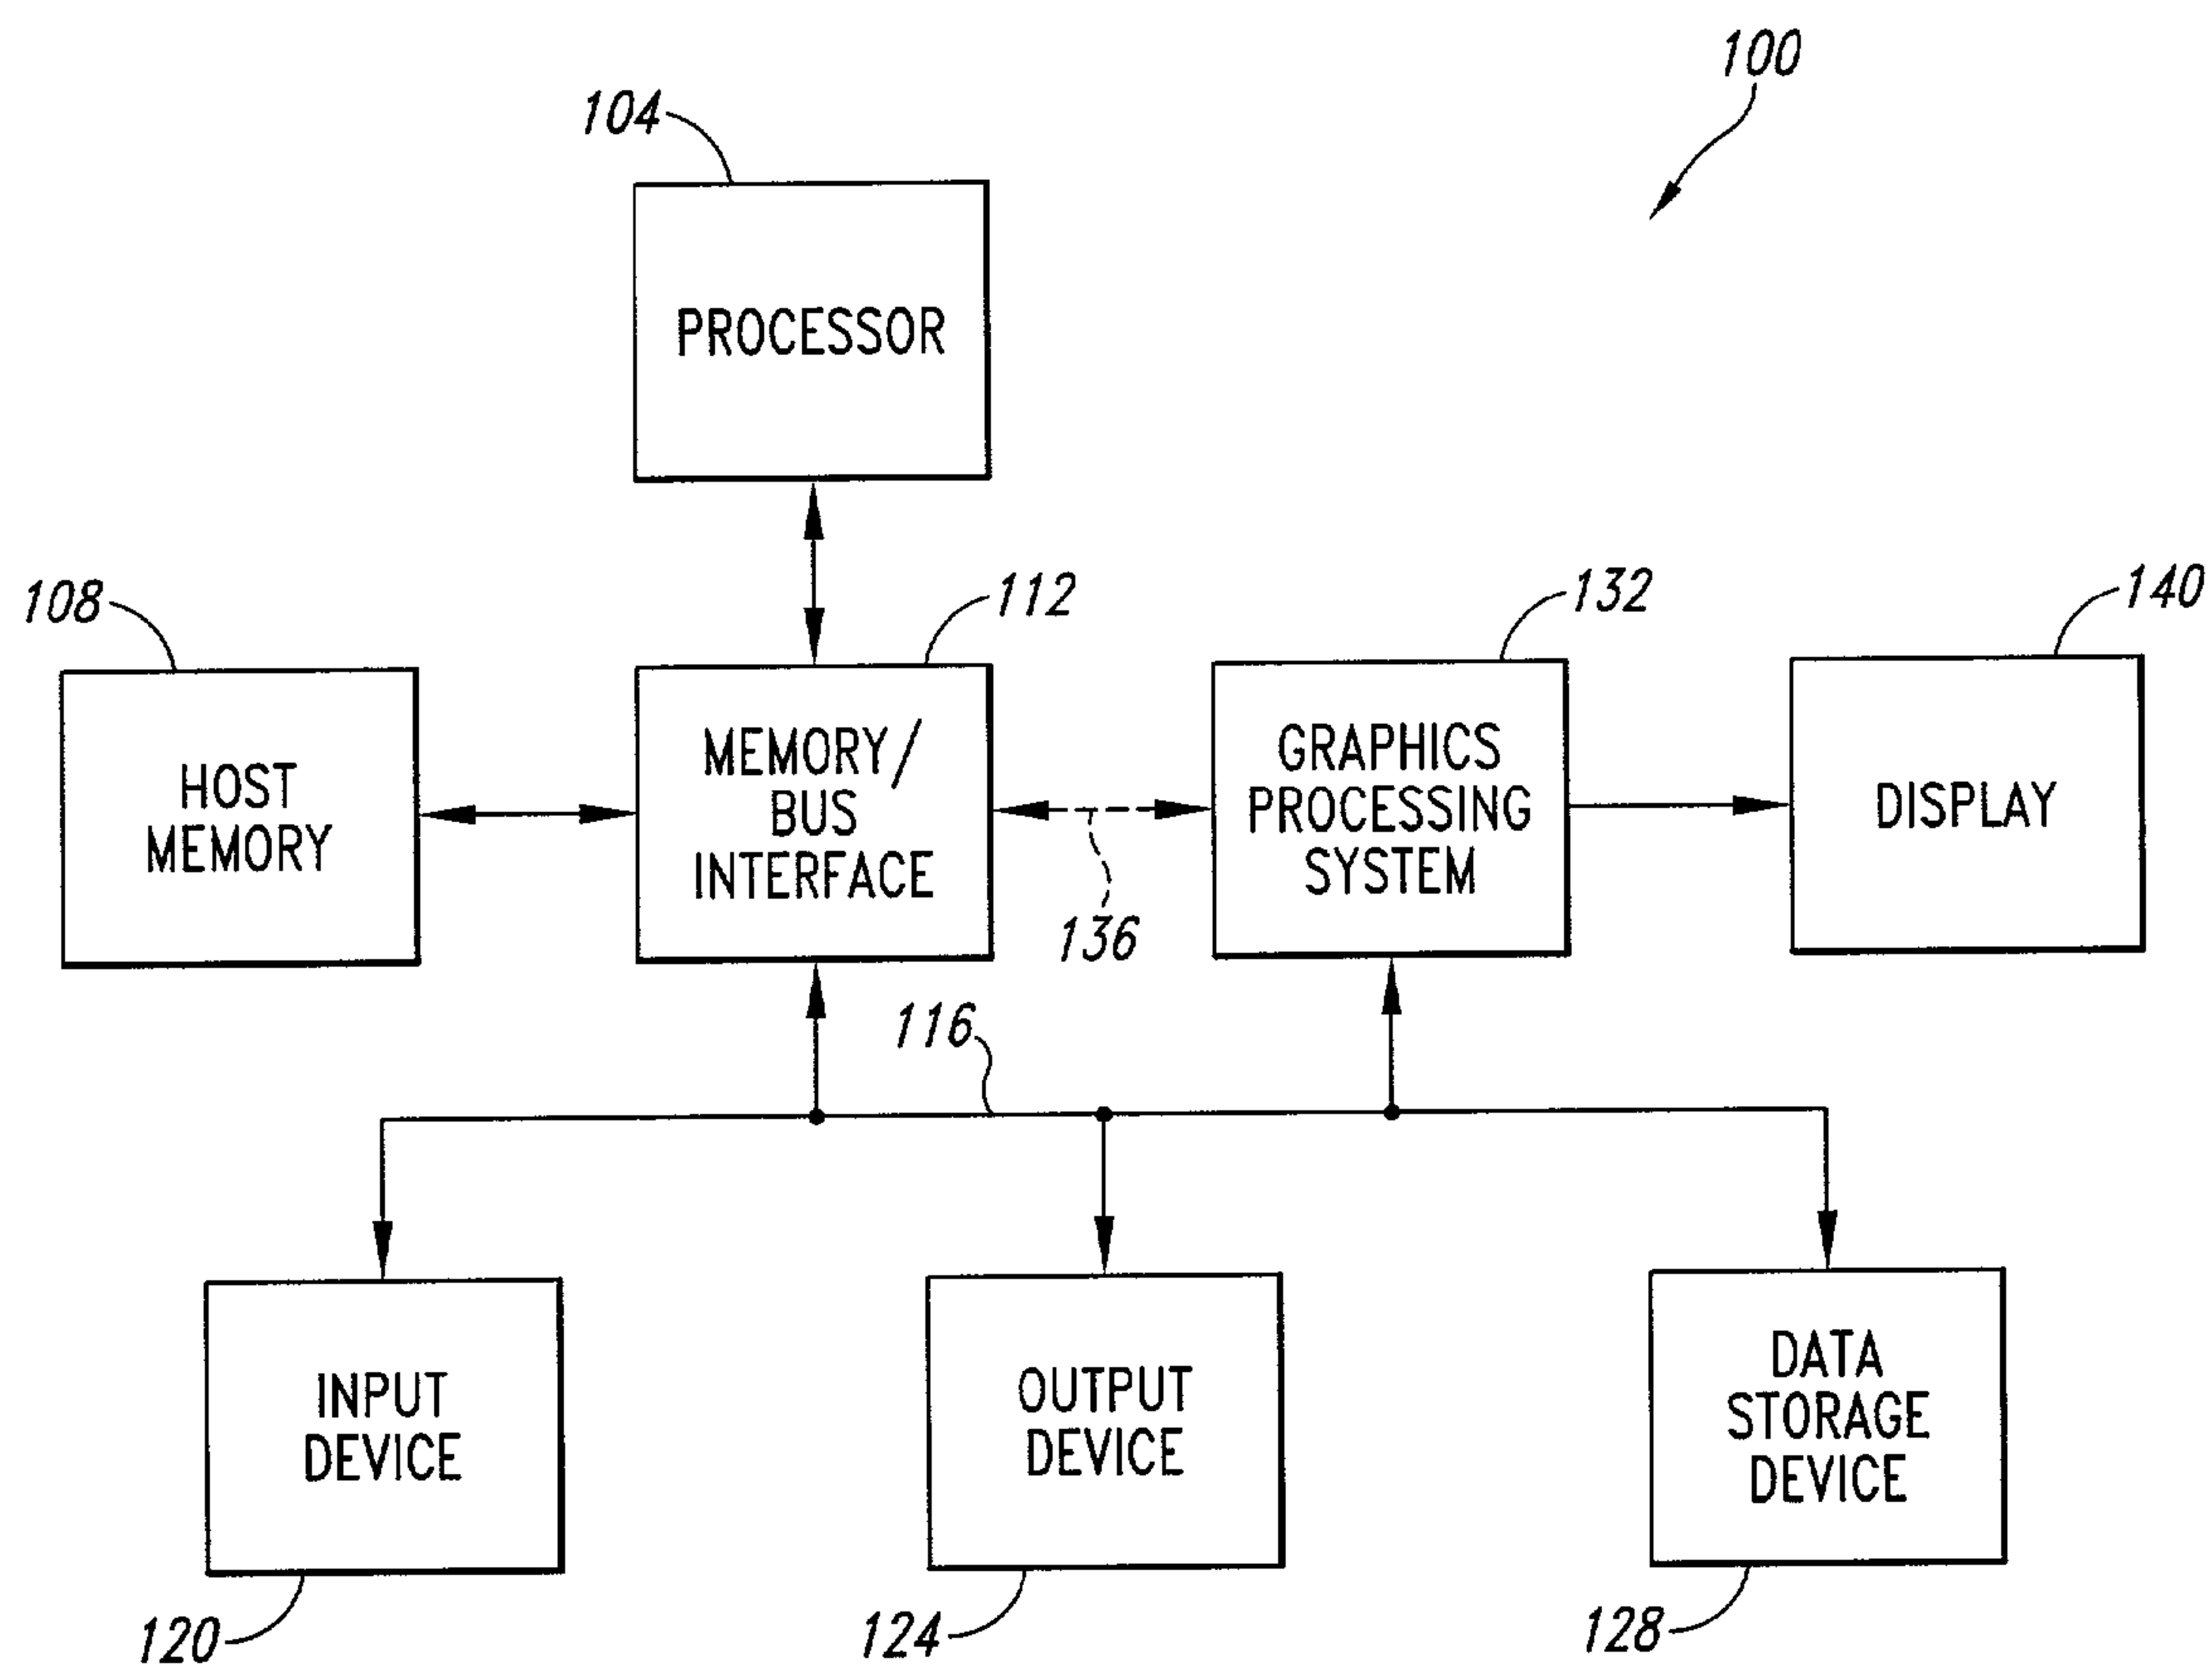 100
104
PROCESSOR
108
112
132
140
HOST
MEMORY
MEMORY/
BUS
INTERFACE
136
GRAPHICS
PROCESSING
SYSTEM
DISPLAY
116
INPUT
DEVICE
OUTPUT
DEVICE
DATA
STORAGE
DEVICE
120
124
128